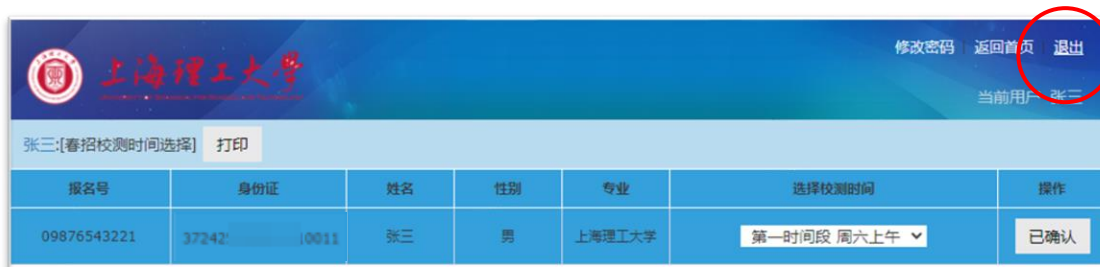 上海理工大学
修改密码 返回首页 退出
当前用户 张三
张三:[春招校测时间选择] 打印
报名号 身份证 姓名 性别 专业 选择校测时间 操作
09876543221 37242 10011 张三 男 上海理工大学 第一时间段 周六上午 已确认